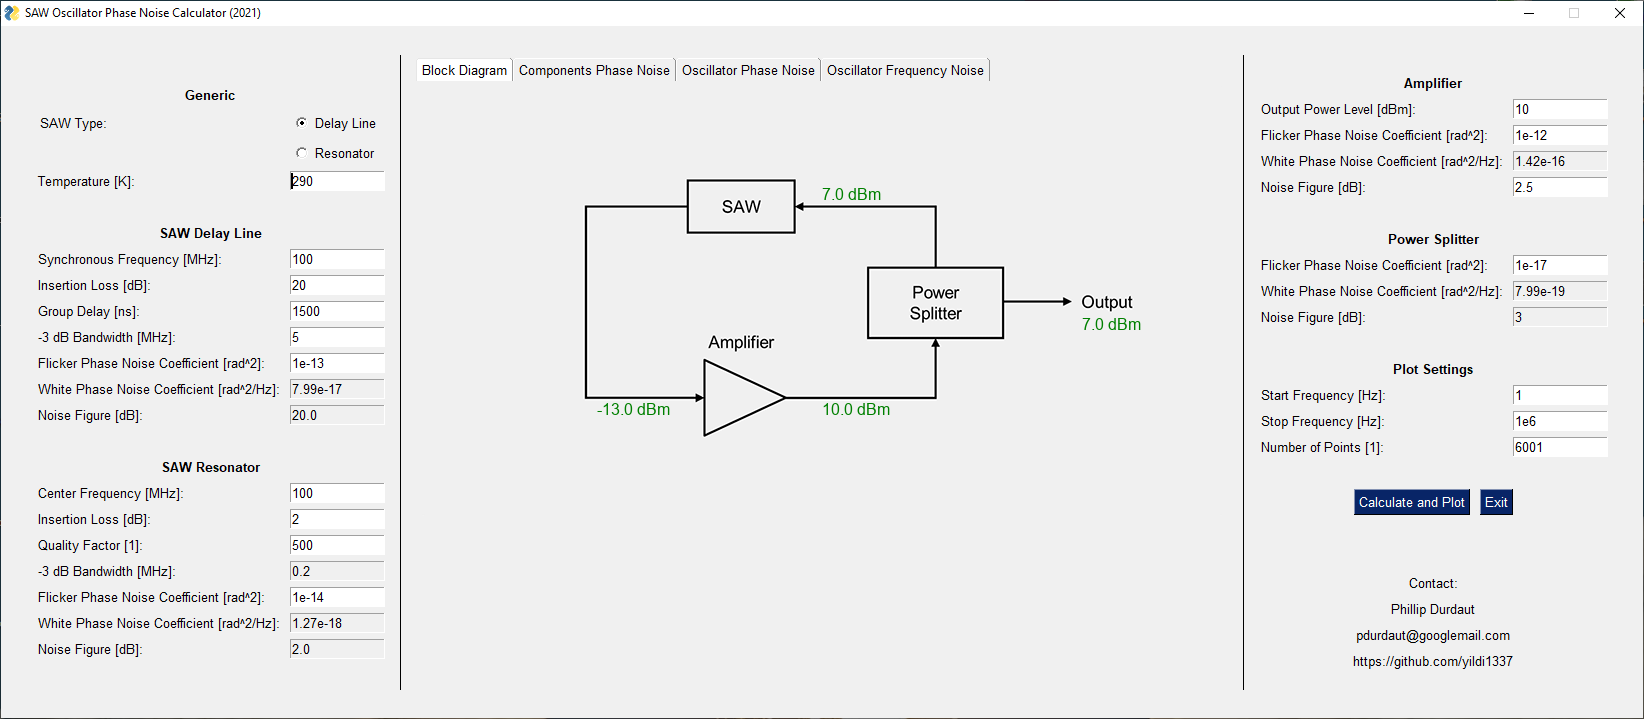 SAW Oscillator Phase Noise Calculator (2021)
Generic
SAW Type:
Delay Line
Resonator
Temperature [K]: 290
SAW Delay Line
Synchronous Frequency [MHz]: 100
Insertion Loss [dB]: 20
Group Delay [ns]: 1500
-3 dB Bandwidth [MHz]: 5
Flicker Phase Noise Coefficient [rad^2]: 1e-13
White Phase Noise Coefficient [rad^2/Hz]: 7.99e-17
Noise Figure [dB]: 20.0
SAW Resonator
Center Frequency [MHz]: 100
Insertion Loss [dB]: 2
Quality Factor [1]: 500
-3 dB Bandwidth [MHz]: 0.2
Flicker Phase Noise Coefficient [rad^2]: 1e-14
White Phase Noise Coefficient [rad^2/Hz]: 1.27e-18
Noise Figure [dB]: 2.0
Block Diagram Components Phase Noise Oscillator Phase Noise Oscillator Frequency Noise
SAW
7.0 dBm
Power
Splitter
Output
7.0 dBm
Amplifier
-13.0 dBm
10.0 dBm
Amplifier
Output Power Level [dBm]: 10
Flicker Phase Noise Coefficient [rad^2]: 1e-12
White Phase Noise Coefficient [rad^2/Hz]: 1.42e-16
Noise Figure [dB]: 2.5
Power Splitter
Flicker Phase Noise Coefficient [rad^2]: 1e-17
White Phase Noise Coefficient [rad^2/Hz]: 7.99e-19
Noise Figure [dB]: 3
Plot Settings
Start Frequency [Hz]: 1
Stop Frequency [Hz]: 1e6
Number of Points [1]: 6001
Calculate and Plot Exit
Contact:
Phillip Durdaut
pdurdaut@googlemail.com
https://github.com/yildi1337